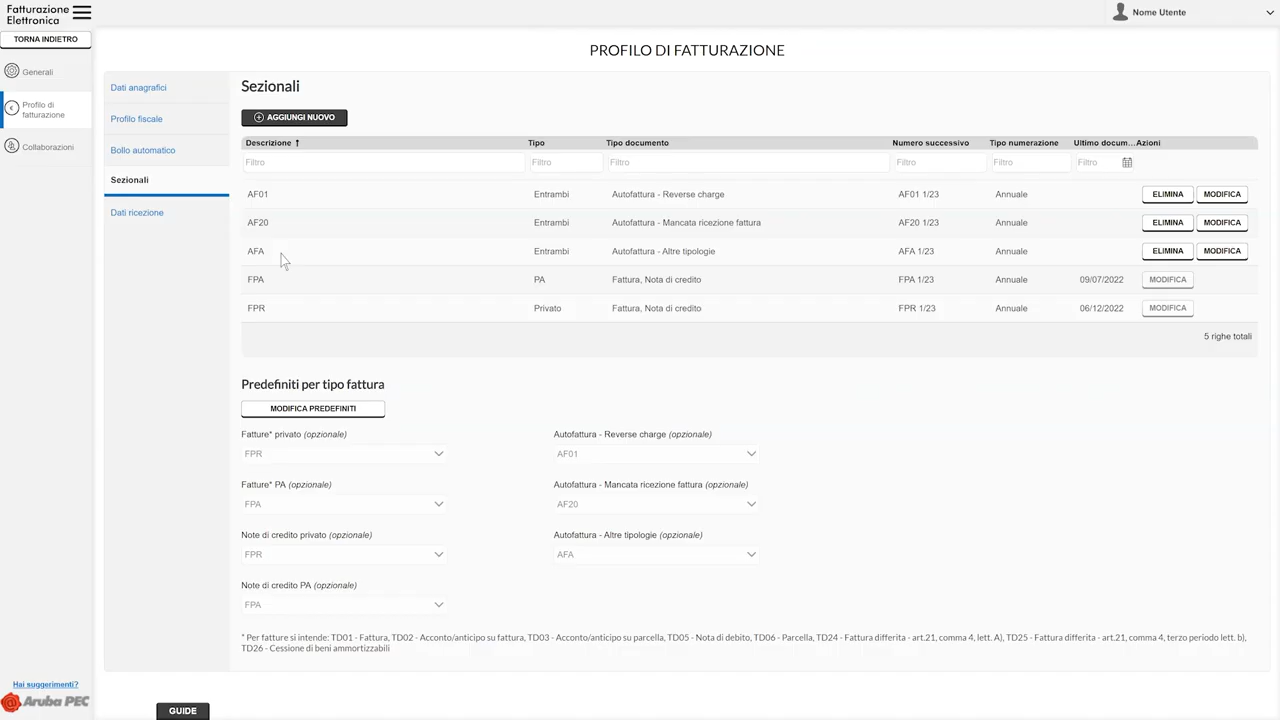 Fatturazione
Elettronica
Nome Utente
TORNA INDIETRO
PROFILO DI FATTURAZIONE
Generali
Profilo di
fatturazione
Collaborazioni
Dati anagrafici
Profilo fiscale
Bollo automatico
Sezionali
Dati ricezione
Sezionali
AGGIUNGI NUOVO
Descrizione ↑ Tipo Tipo documento Numero successivo Tipo numerazione Ultimo docum... Azioni
Filtro Filtro Filtro Filtro Filtro Filtro
AF01 Entrambi Autofattura - Reverse charge AF01 1/23 Annuale ELIMINA MODIFICA
AF20 Entrambi Autofattura - Mancata ricezione fattura AF20 1/23 Annuale ELIMINA MODIFICA
AFA Entrambi Autofattura - Altre tipologie AFA 1/23 Annuale ELIMINA MODIFICA
FPA PA Fattura, Nota di credito FPA 1/23 Annuale 09/07/2022 MODIFICA
FPR Privato Fattura, Nota di credito FPR 1/23 Annuale 06/12/2022 MODIFICA
5 righe totali
Predefiniti per tipo fattura
MODIFICA PREDEFINITI
Fatture* privato (opzionale) Autofattura - Reverse charge (opzionale)
FPR AF01
Fatture* PA (opzionale) Autofattura - Mancata ricezione fattura (opzionale)
FPA AF20
Note di credito privato (opzionale) Autofattura - Altre tipologie (opzionale)
FPR AFA
Note di credito PA (opzionale)
FPA
* Per fatture si intende: TD01 - Fattura, TD02 - Acconto/anticipo su fattura, TD03 - Acconto/anticipo su parcella, TD05 - Nota di debito, TD06 - Parcella, TD24 - Fattura differita - art.21, comma 4, lett. A), TD25 - Fattura differita - art.21, comma 4, terzo periodo lett. b),
TD26 - Cessione di beni ammortizzabili
Hai suggerimenti?
Aruba PEC
GUIDE